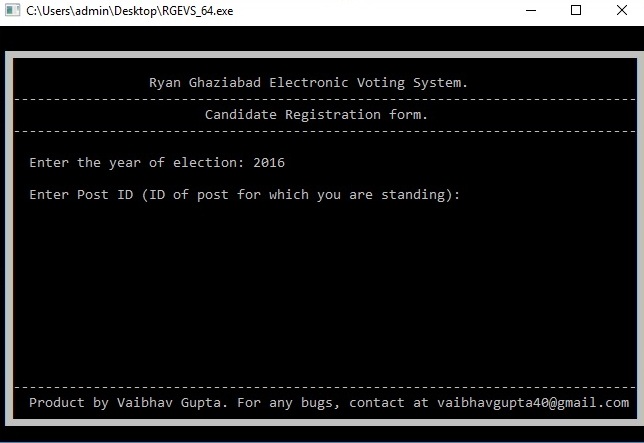 C:\Users\admin\Desktop\RGEVS_64.exe
Ryan Ghaziabad Electronic Voting System.
Candidate Registration form.
Enter the year of election: 2016
Enter Post ID (ID of post for which you are standing):
Product by Vaibhav Gupta. For any bugs, contact at vaibhavgupta40@gmail.com